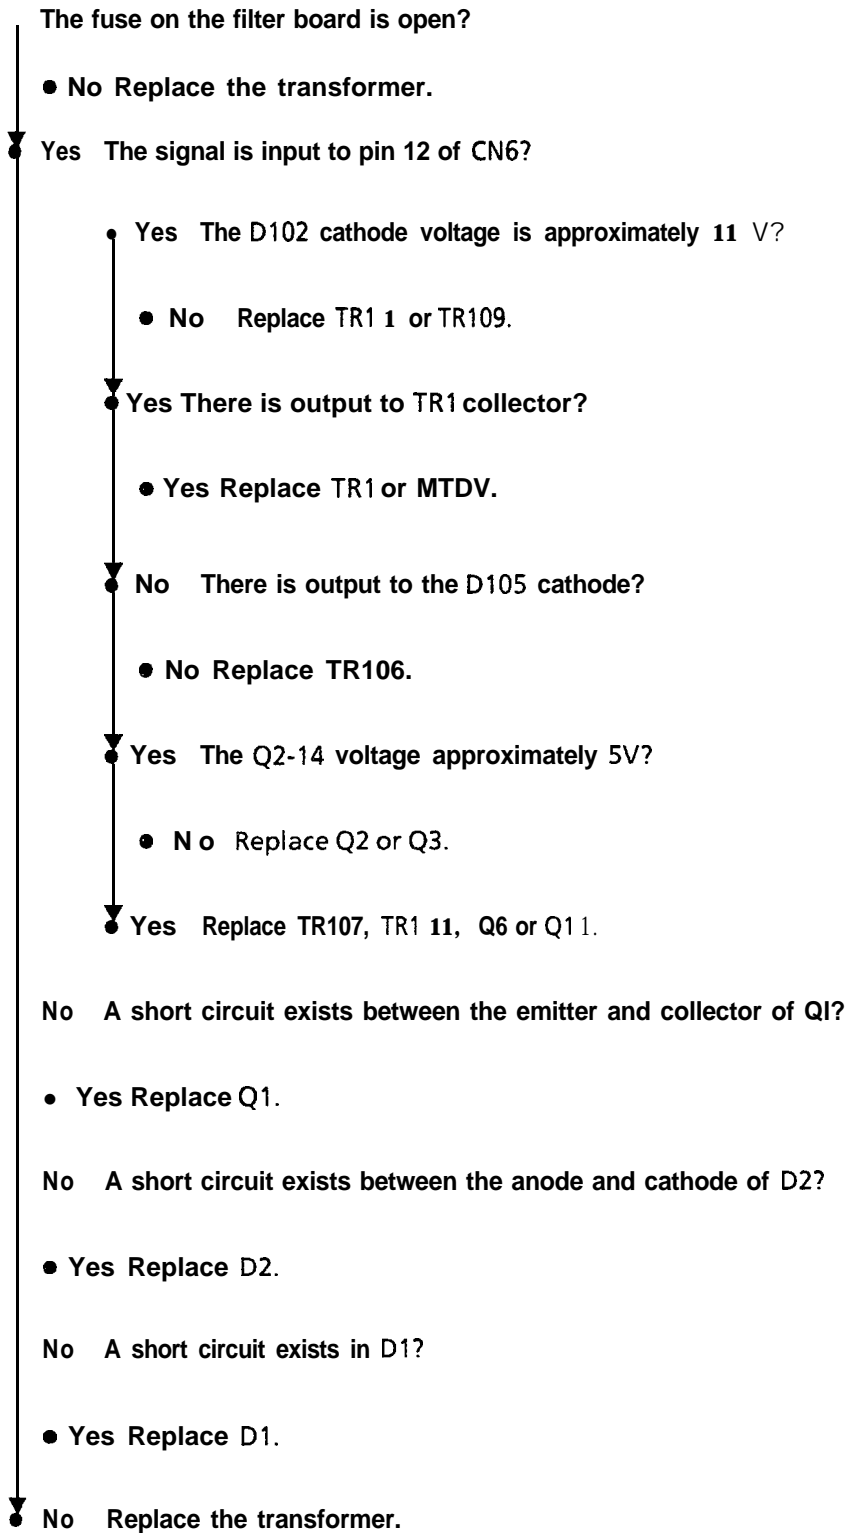 The fuse on the filter board is open?
No Replace the transformer.
Yes The signal is input to pin 12 of CN6?
Yes The D102 cathode voltage is approximately 11 V?
No Replace TR1 1 or TR109.
Yes There is output to TR1 collector?
Yes Replace TR1 or MTDV.
No There is output to the D105 cathode?
No Replace TR106.
Yes The Q2-14 voltage approximately 5V?
No Replace Q2 or Q3.
Yes Replace TR107, TR1 11, Q6 or Q1 1.
No A short circuit exists between the emitter and collector of QI?
Yes Replace Q1.
No A short circuit exists between the anode and cathode of D2?
Yes Replace D2.
No A short circuit exists in D1?
Yes Replace D1.
No Replace the transformer.